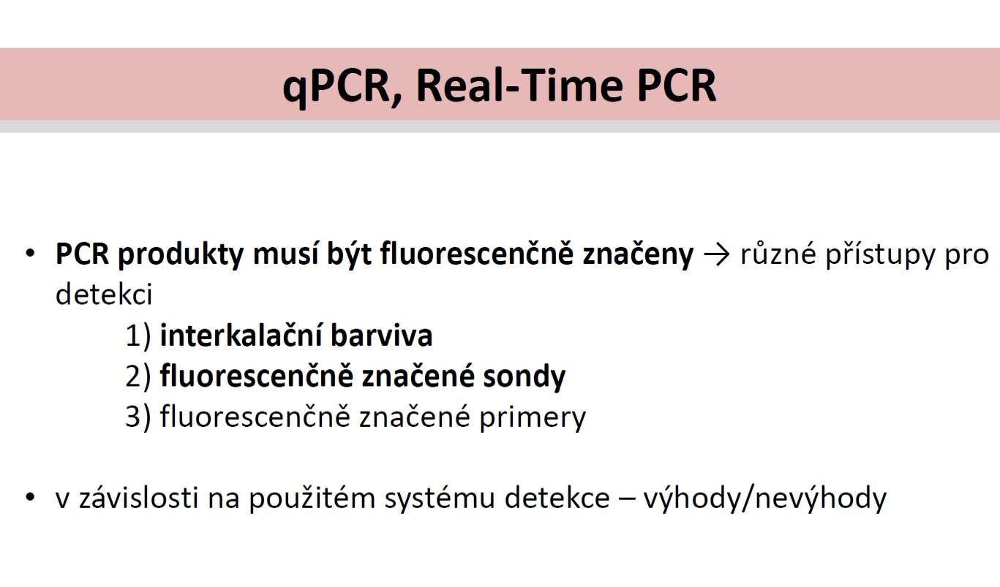 qPCR, Real-Time PCR
• PCR produkty musí být fluorescenčně značeny → různé přístupy pro
detekci
1) interkalační barviva
2) fluorescenčně značené sondy
3) fluorescenčně značené primery
• v závislosti na použitém systému detekce – výhody/nevýhody